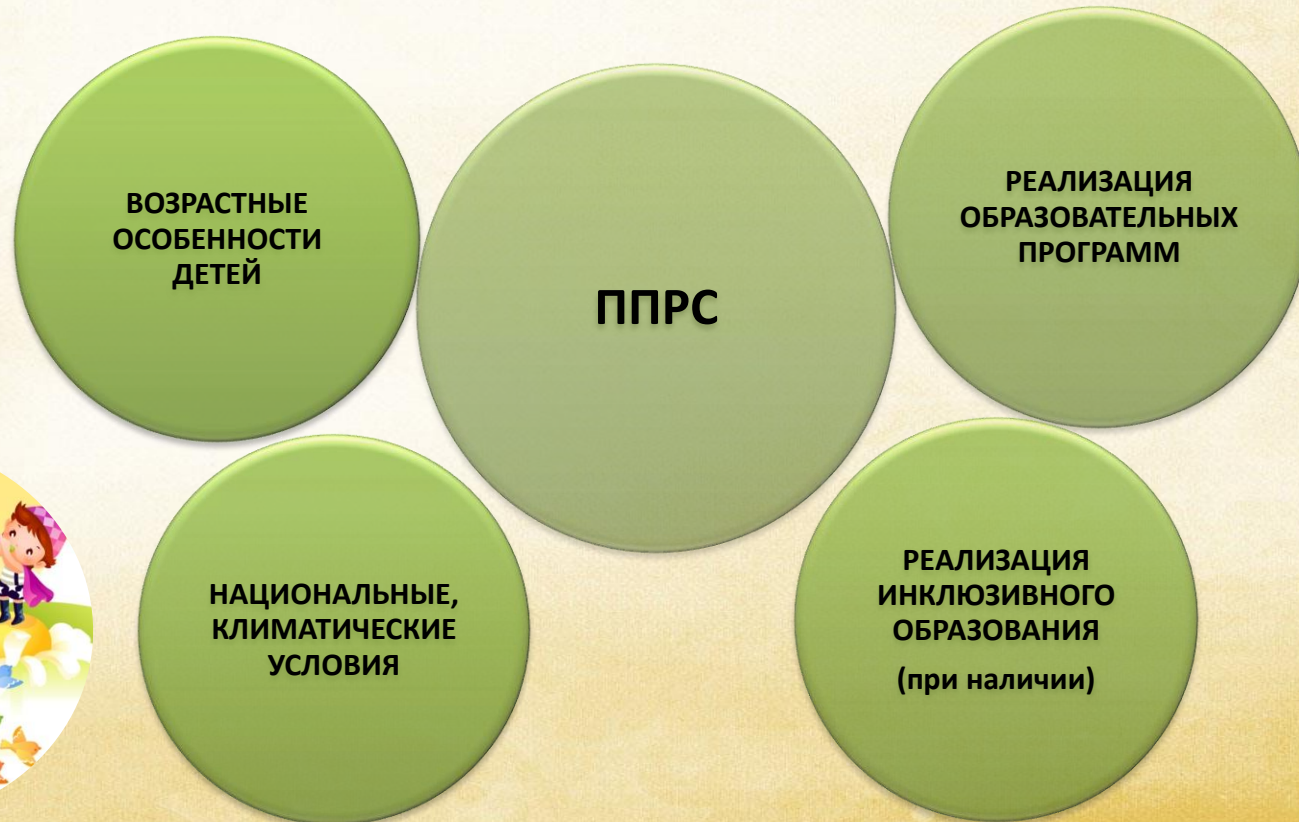 ВОЗРАСТНЫЕ
ОСОБЕННОСТИ
ДЕТЕЙ
ППРС
РЕАЛИЗАЦИЯ
ОБРАЗОВАТЕЛЬНЫХ
ПРОГРАММ
НАЦИОНАЛЬНЫЕ,
КЛИМАТИЧЕСКИЕ
УСЛОВИЯ
РЕАЛИЗАЦИЯ
ИНКЛЮЗИВНОГО
ОБРАЗОВАНИЯ
(при наличии)